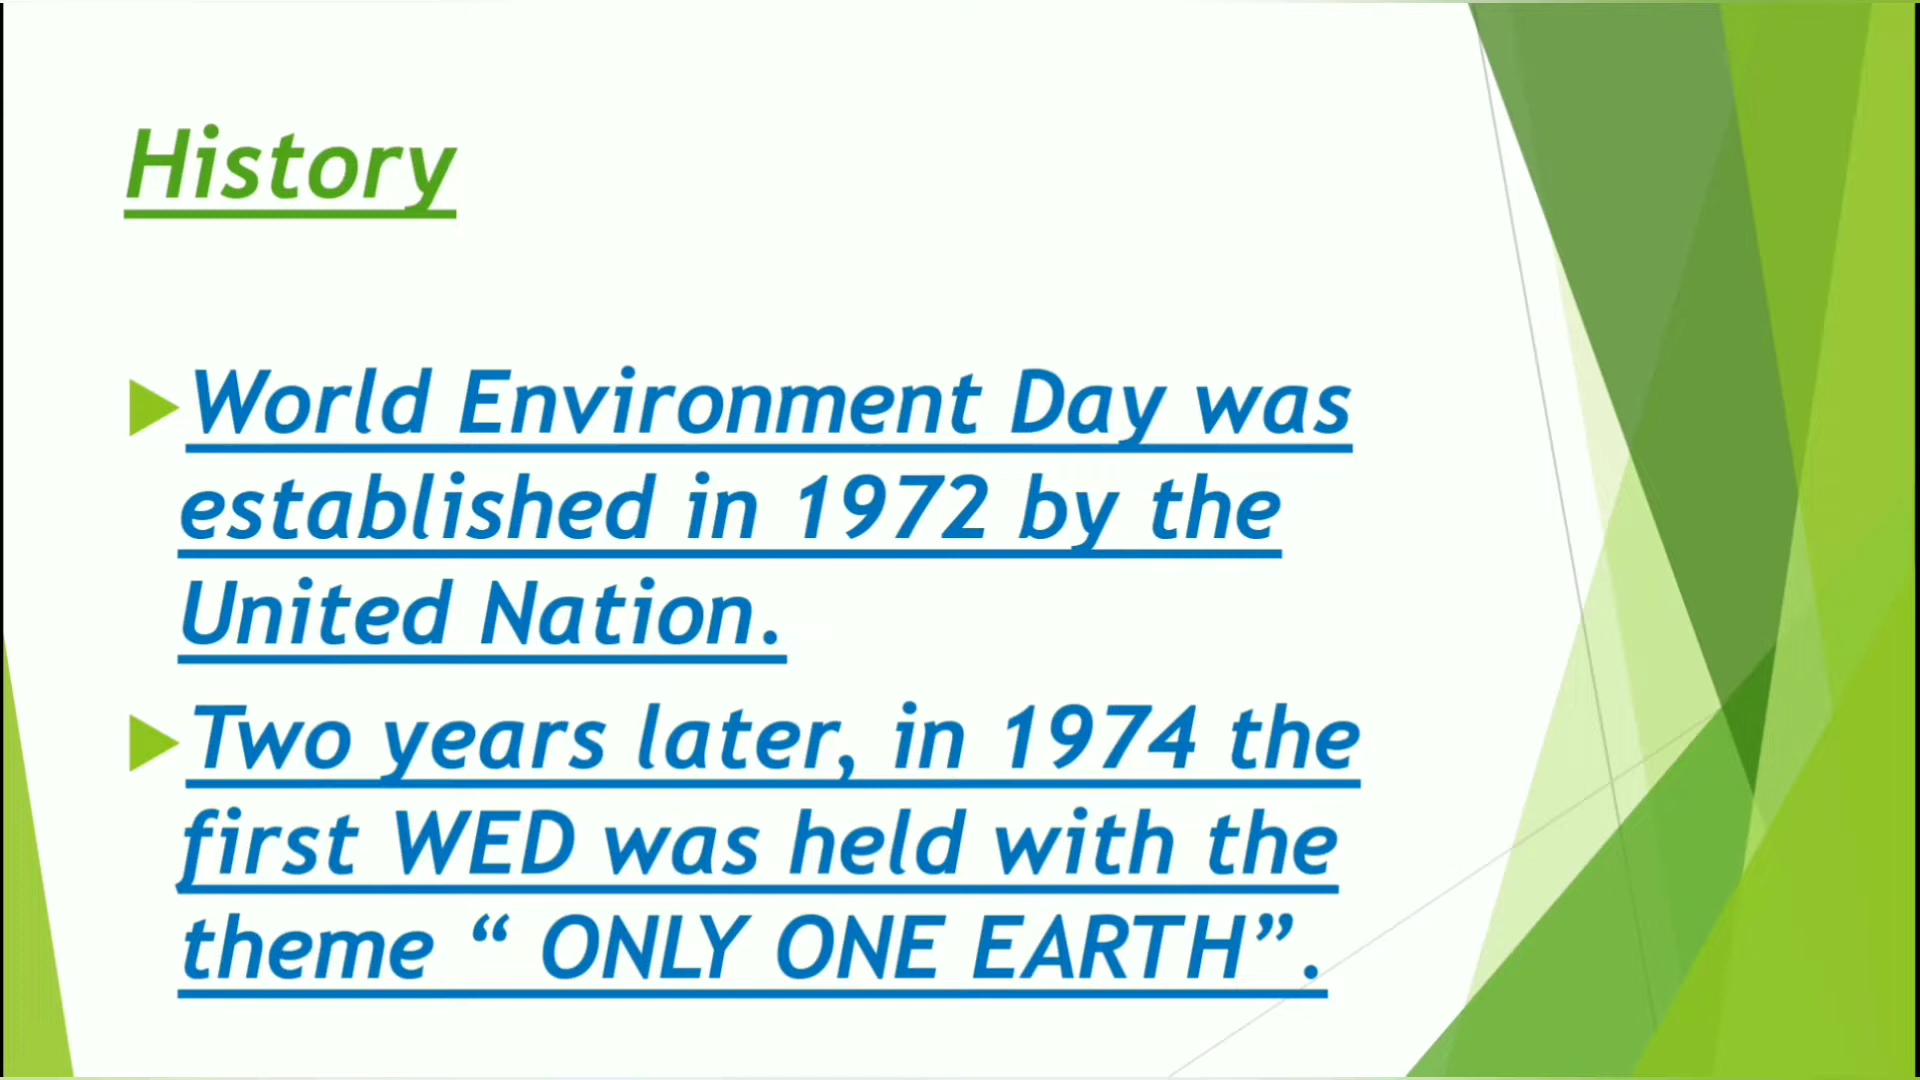 History
World Environment Day was
established in 1972 by the
United Nation.
Two years later, in 1974 the
first WED was held with the
theme “ ONLY ONE EARTH”.